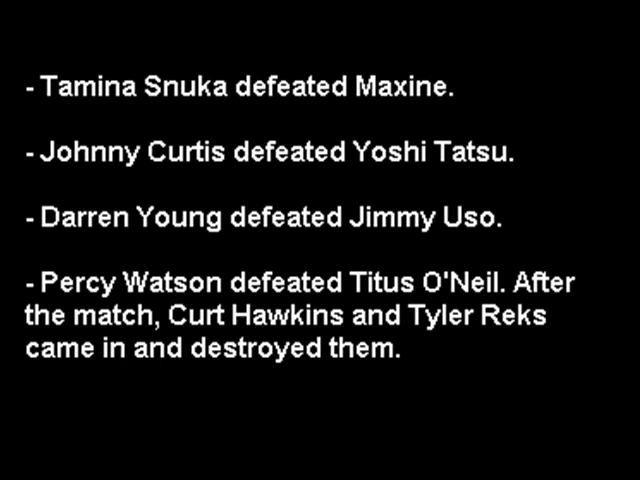 - Tamina Snuka defeated Maxine.
- Johnny Curtis defeated Yoshi Tatsu.
- Darren Young defeated Jimmy Uso.
- Percy Watson defeated Titus O'Neil. After
the match, Curt Hawkins and Tyler Reks
came in and destroyed them.